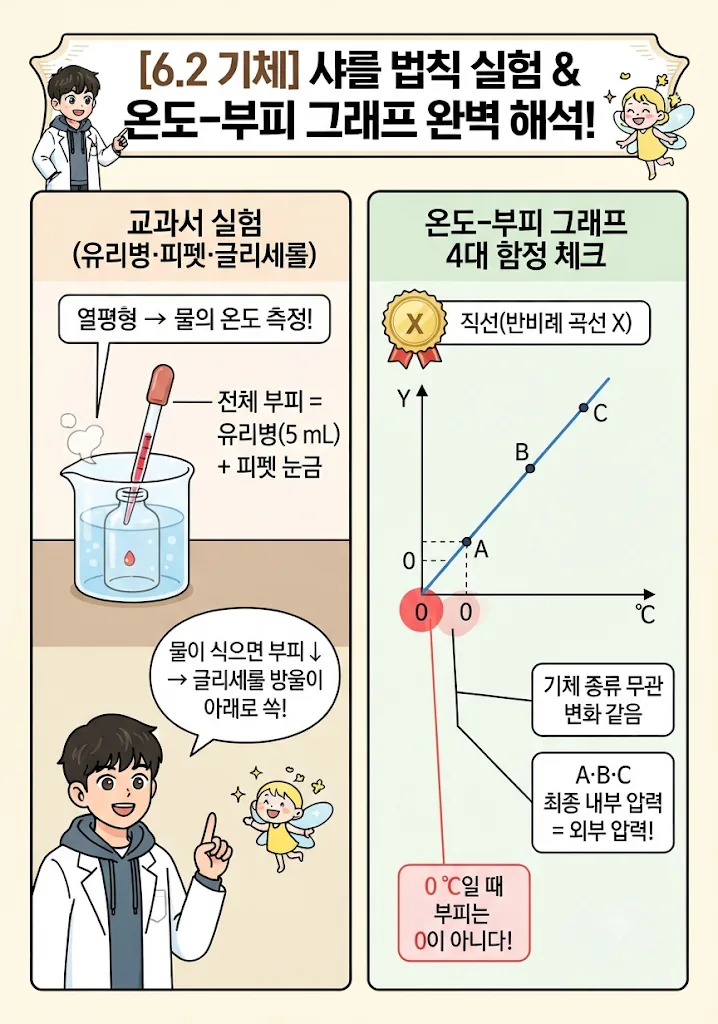 [6.2 기체] 샤를 법칙 실험 &
온도-부피 그래프 완벽 해석!
교과서 실험
(유리병·피펫·글리세롤)
열평형 → 물의 온도 측정!
전체 부피 =
유리병(5 mL)
+ 피펫 눈금
물이 식으면 부피↓
→ 글리세롤 방울이
아래로 쏙!
온도-부피 그래프
4대 함정 체크
X
직선(반비례 곡선 X)
Y
C
B
A
0
0
0
℃
기체 종류 무관
변화 같음
A·B·C
최종 내부 압력
= 외부 압력!
0 ℃일 때
부피는
0이 아니다!